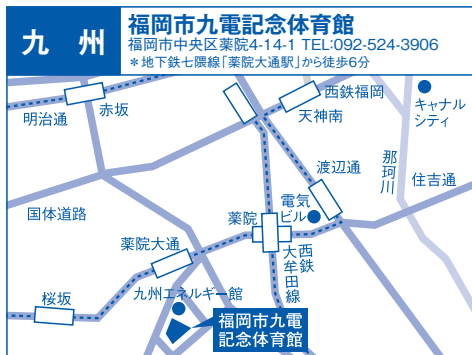 九州
福岡市九電記念体育館
福岡市中央区薬院4-14-1 TEL:092-524-3906
＊地下鉄七隈線「薬院大通駅」から徒歩6分
西鉄福岡
天神南
キャナル
シティ
明治通
赤坂
渡辺通
那珂川
住吉通
国体道路
電気
ビル
薬院
薬院大通
西鉄
大牟田線
桜坂
九州エネルギー館
福岡市九電
記念体育館